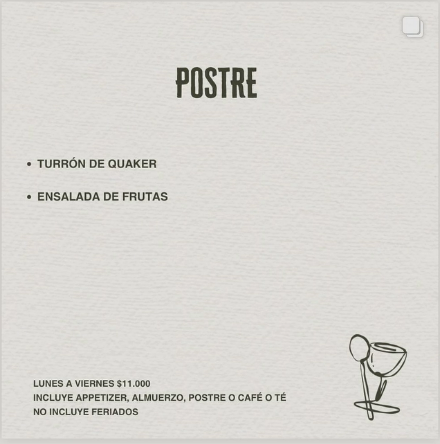 POSTRE
• TURRÓN DE QUAKER
• ENSALADA DE FRUTAS
LUNES A VIERNES $11.000
INCLUYE APPETIZER, ALMUERZO, POSTRE O CAFÉ O TÉ
NO INCLUYE FERIADOS